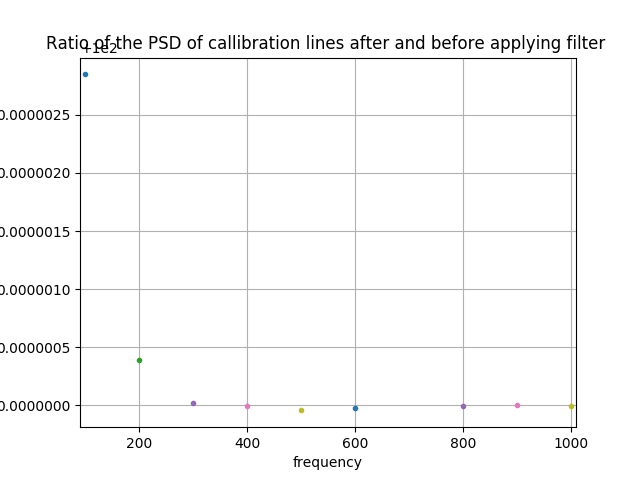 Ratio of the PSD of callibration lines after and before applying filter
+1e2
0.0000025
0.0000020
0.0000015
0.0000010
0.0000005
0.0000000
200 400 600 800 1000
frequency